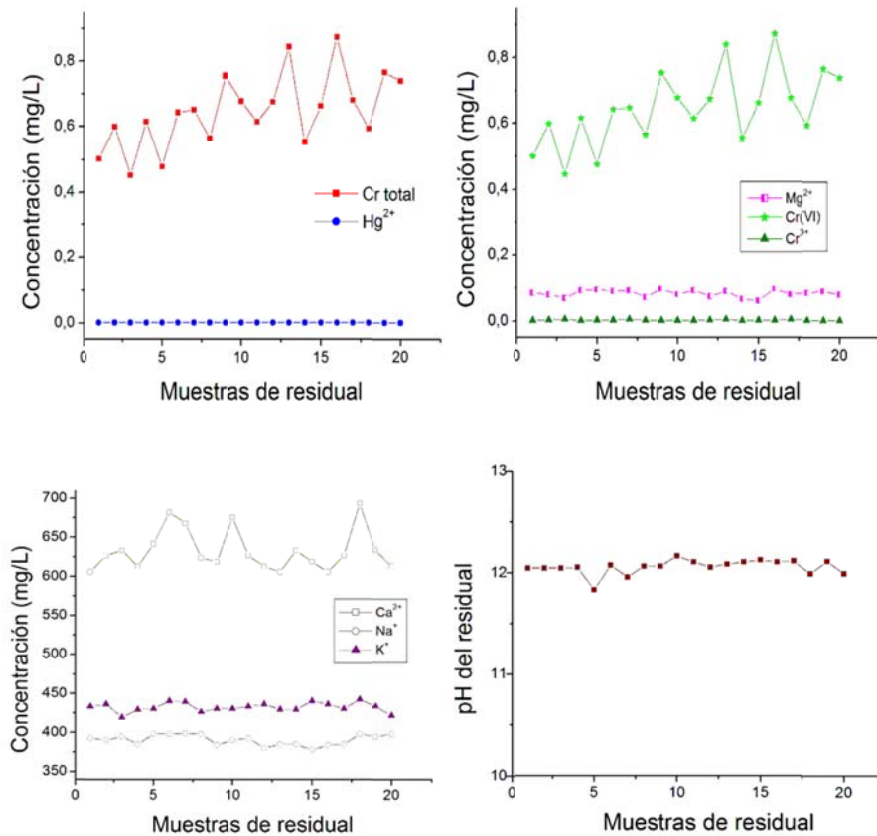 Concentración (mg/L)
0,8
0,6
0,4
0,2
0,0
Cr total
Hg²⁺
0 5 10 15 20
Muestras de residual
Concentración (mg/L)
0,8
0,6
0,4
0,2
0,0
Mg²⁺
Cr(VI)
Cr³⁺
0 5 10 15 20
Muestras de residual
Concentración (mg/L)
700
650
600
550
500
450
400
350
Ca²⁺
Na⁺
K⁺
0 5 10 15 20
Muestras de residual
pH del residual
13
12
11
10
0 5 10 15 20
Muestras de residual